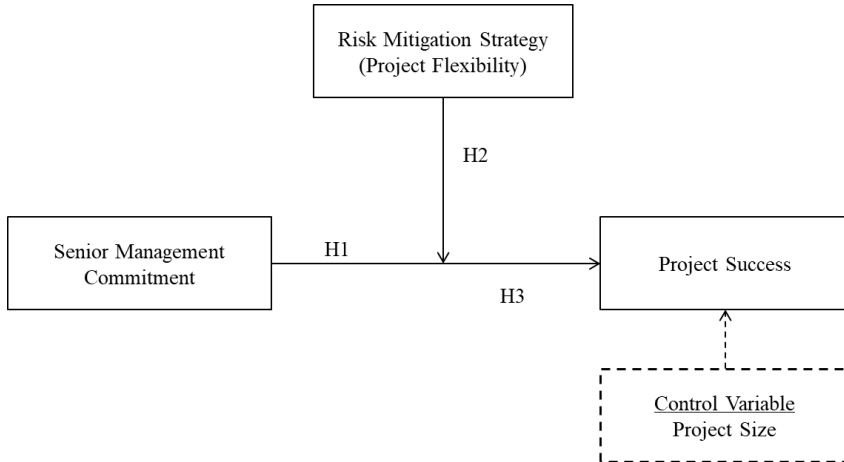 Risk Mitigation Strategy
(Project Flexibility)
H2
Senior Management
Commitment
H1
H3
Project Success
Control Variable
Project Size